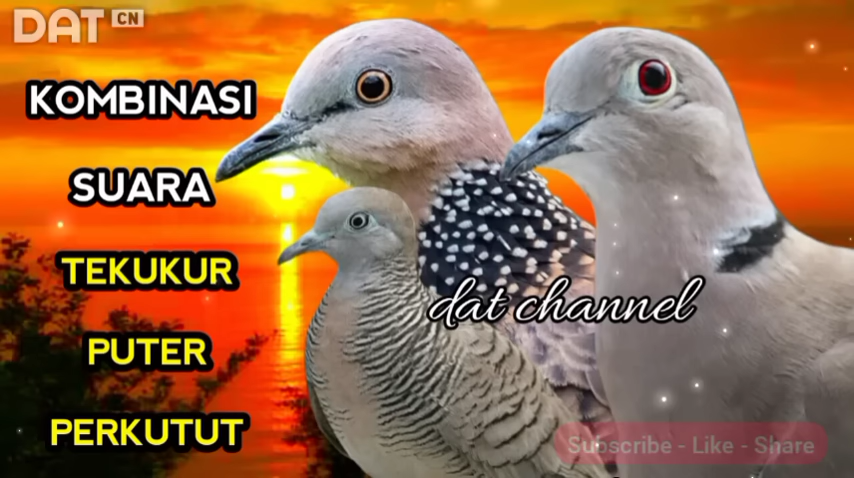 DAT CN
KOMBINASI
SUARA
TEKUKUR
PUTER
PERKUTUT
dat channel
Subscribe - Like - Share